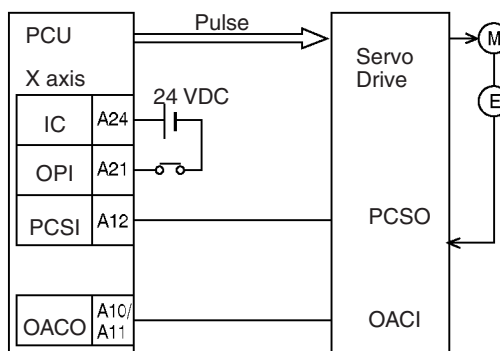 PCU
Pulse
M
Servo
Drive
X axis
24 VDC
E
IC A24
OPI A21
PCSI A12
PCSO
OACO A10/
A11
OACI